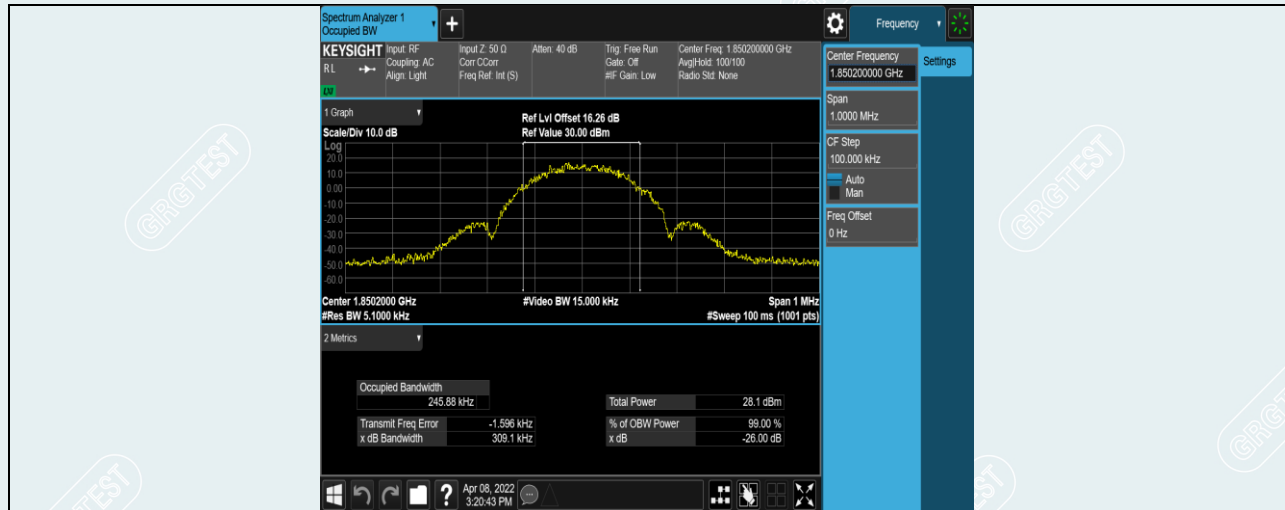 Spectrum Analyzer 1
Occupied BW
+
Frequency
KEYSIGHT
RL
LXI
Input: RF
Coupling: AC
Align: Light
Input Z: 50 Ω
Corr CCorr
Freq Ref: Int (S)
Atten: 40 dB
Trig: Free Run
Gate: Off
#IF Gain: Low
Center Freq: 1.850200000 GHz
Avg|Hold: 100/100
Radio Std: None
Center Frequency
1.850200000 GHz
Settings
Span
1.0000 MHz
CF Step
100.000 kHz
Auto
Man
Freq Offset
0 Hz
1 Graph
Scale/Div 10.0 dB
Ref Lvl Offset 16.26 dB
Ref Value 30.00 dBm
Log
20.0
10.0
0.00
-10.0
-20.0
-30.0
-40.0
-50.0
-60.0
Center 1.8502000 GHz
#Video BW 15.000 kHz
Span 1 MHz
#Res BW 5.1000 kHz
#Sweep 100 ms (1001 pts)
2 Metrics
Occupied Bandwidth
245.88 kHz
Total Power 28.1 dBm
Transmit Freq Error -1.596 kHz
% of OBW Power 99.00 %
x dB Bandwidth 309.1 kHz
x dB -26.00 dB
?
Apr 08, 2022
3:20:43 PM
GRGTEST
GRGTEST
GRGTEST